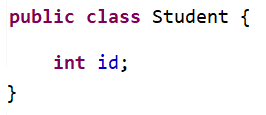 public class Student {
int id;
}